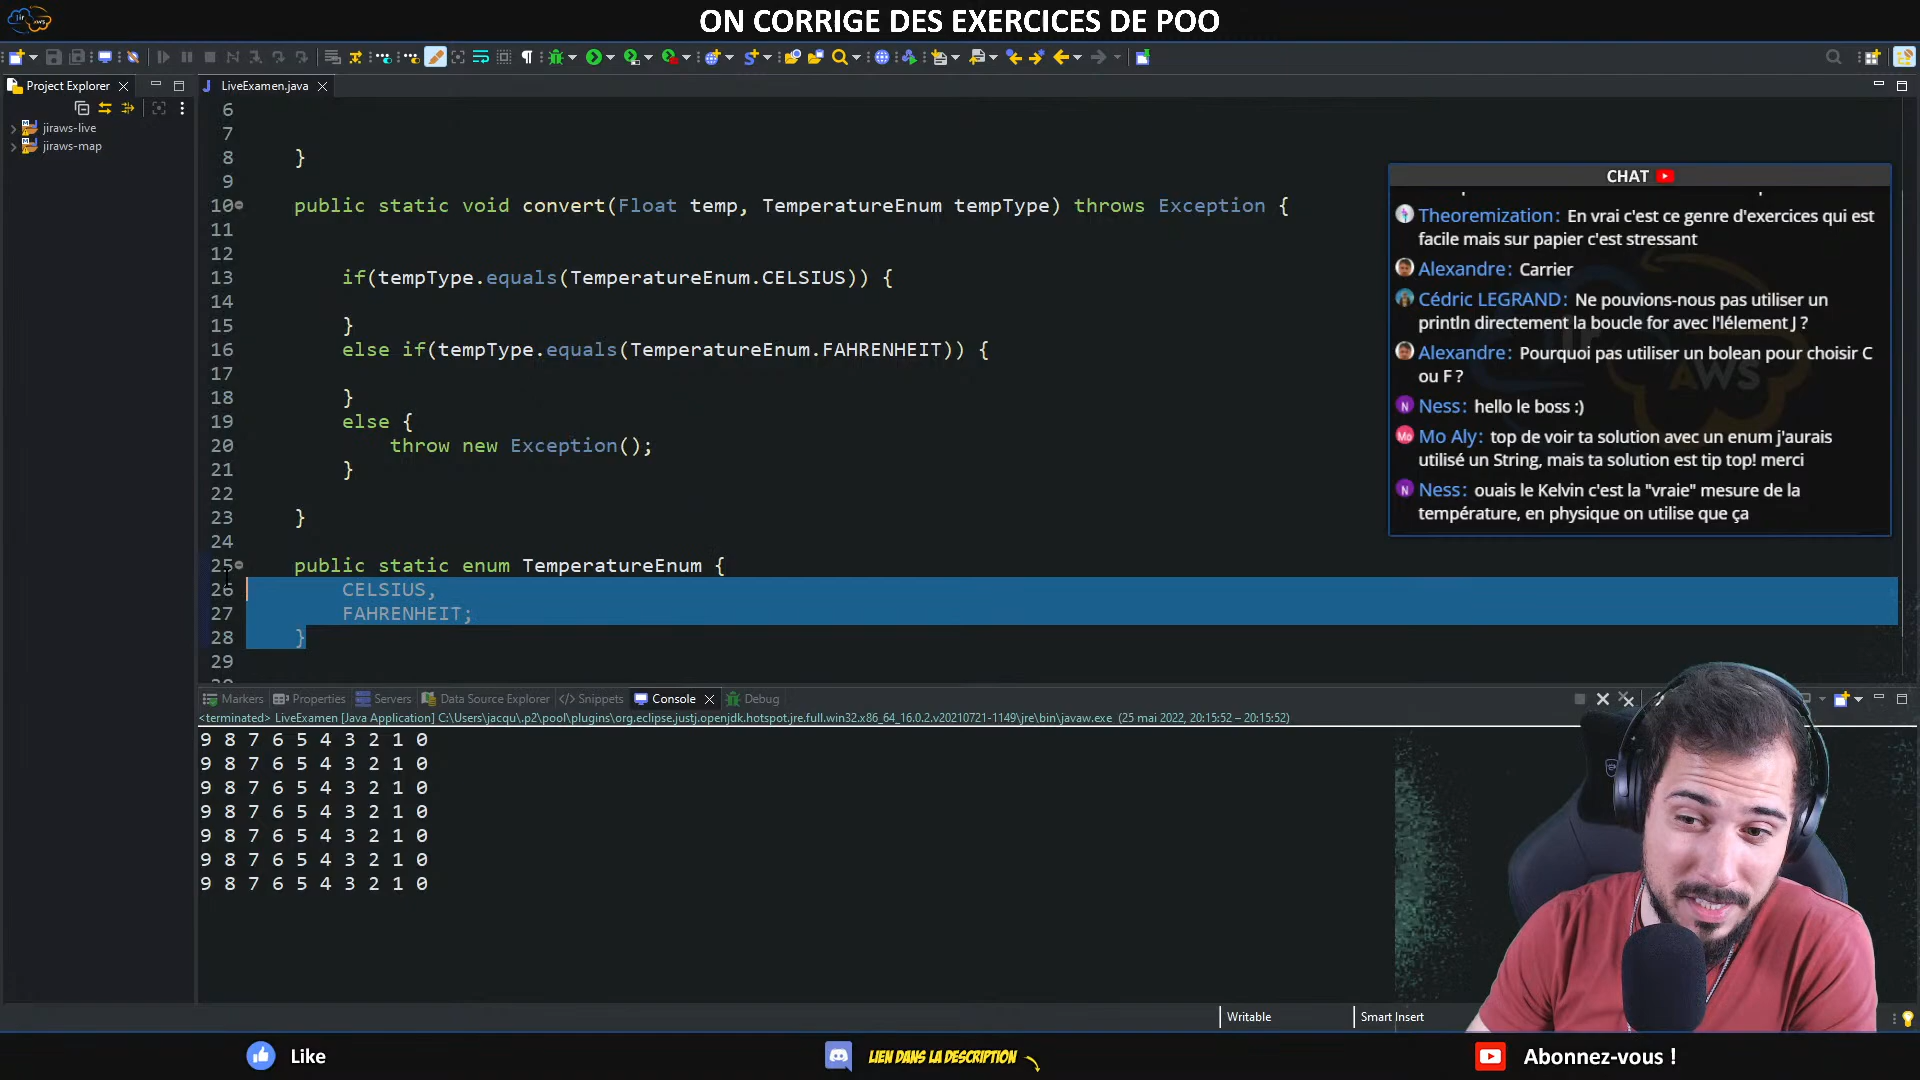 ON CORRIGE DES EXERCICES DE POO
Project Explorer
LiveExamen.java
jiraws-live
jiraws-map
6
7
8 }
9
10 public static void convert(Float temp, TemperatureEnum tempType) throws Exception {
11
12
13 if(tempType.equals(TemperatureEnum.CELSIUS)) {
14
15 }
16 else if(tempType.equals(TemperatureEnum.FAHRENHEIT)) {
17
18 }
19 else {
20 throw new Exception();
21 }
22
23 }
24
25 public static enum TemperatureEnum {
26 CELSIUS,
27 FAHRENHEIT;
28 }
29
CHAT
Theoremization: En vrai c'est ce genre d'exercices qui est
facile mais sur papier c'est stressant
Alexandre: Carrier
Cédric LEGRAND: Ne pouvions-nous pas utiliser un
println directement la boucle for avec l'lélement J ?
Alexandre: Pourquoi pas utiliser un bolean pour choisir C
ou F ?
Ness: hello le boss :)
Mo Aly: top de voir ta solution avec un enum j'aurais
utilisé un String, mais ta solution est tip top! merci
Ness: ouais le Kelvin c'est la "vraie" mesure de la
température, en physique on utilise que ça
Markers Properties Servers Data Source Explorer Snippets Console Debug
<terminated> LiveExamen [Java Application] C:\Users\jacqu\.p2\pool\plugins\org.eclipse.justj.openjdk.hotspot.jre.full.win32.x86_64_16.0.2.v20210721-1149\jre\bin\javaw.exe (25 mai 2022, 20:15:52 – 20:15:52)
9 8 7 6 5 4 3 2 1 0
9 8 7 6 5 4 3 2 1 0
9 8 7 6 5 4 3 2 1 0
9 8 7 6 5 4 3 2 1 0
9 8 7 6 5 4 3 2 1 0
9 8 7 6 5 4 3 2 1 0
9 8 7 6 5 4 3 2 1 0
Writable
Smart Insert
Like
LIEN DANS LA DESCRIPTION
Abonnez-vous !